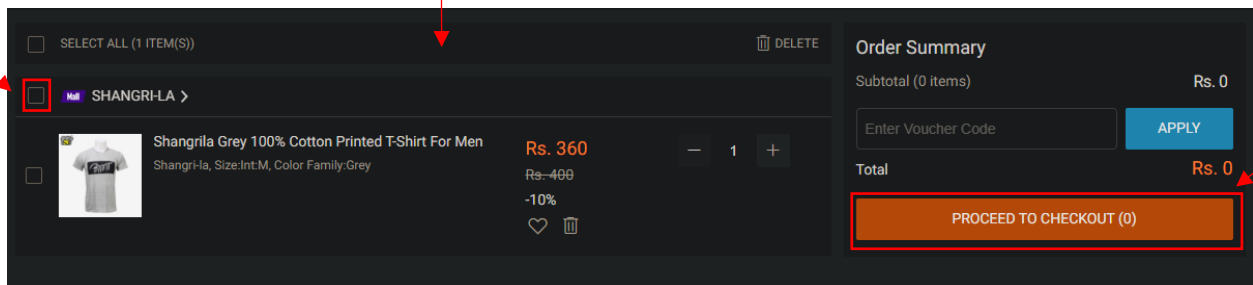 SELECT ALL (1 ITEM(S))
DELETE
Mall SHANGRI-LA >
Shangrila Grey 100% Cotton Printed T-Shirt For Men
Shangri-la, Size:Int:M, Color Family:Grey
Rs. 360
Rs. 400
-10%
− 1 +
Order Summary
Subtotal (0 items) Rs. 0
Enter Voucher Code APPLY
Total Rs. 0
PROCEED TO CHECKOUT (0)